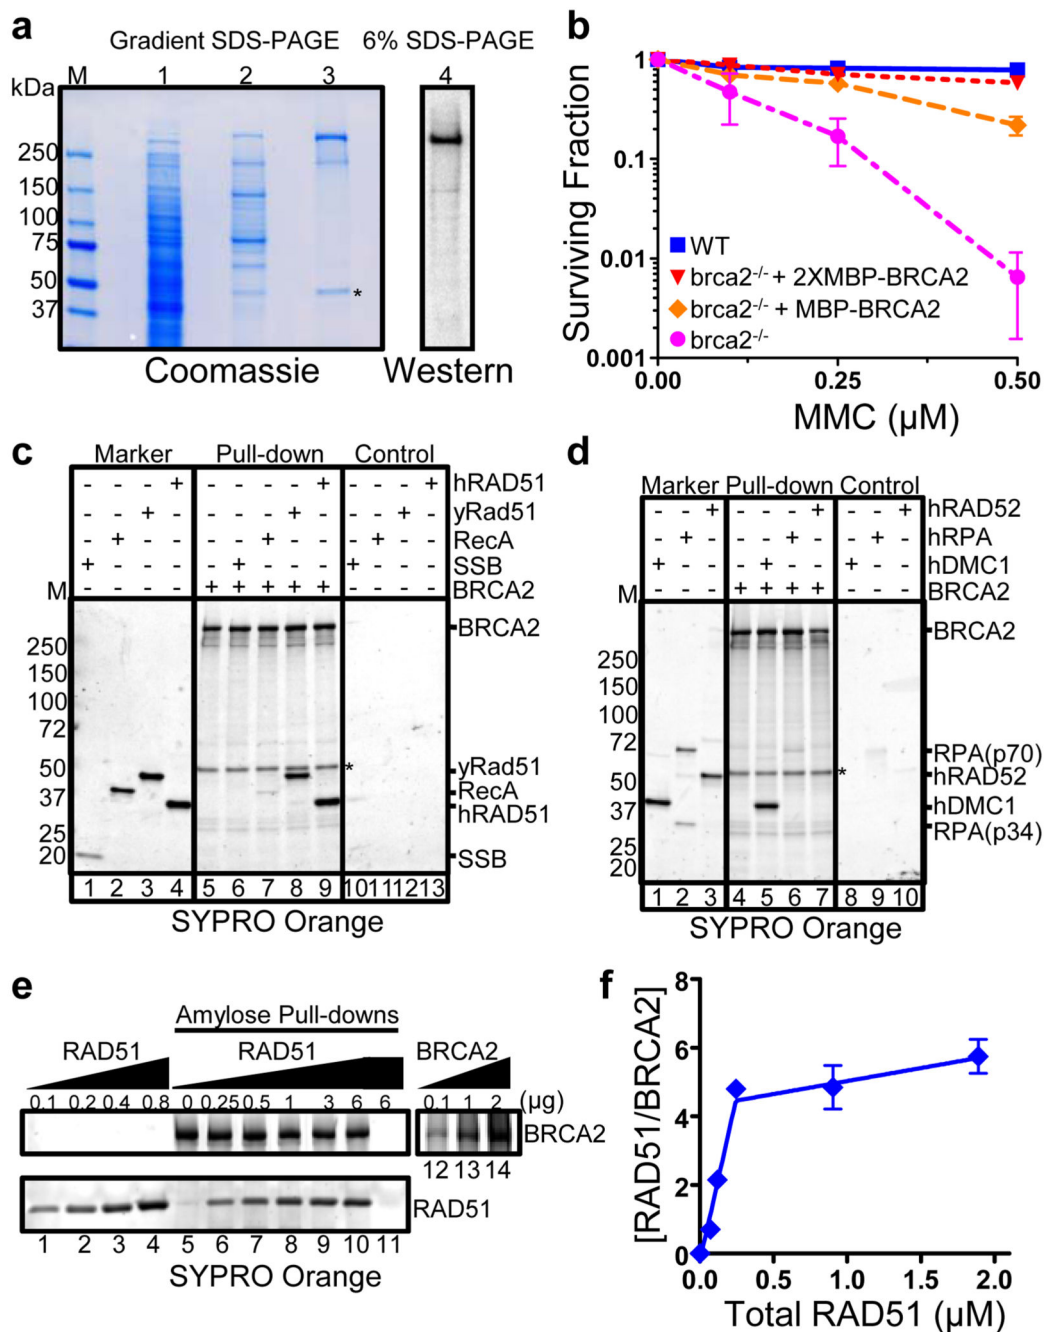 a
Gradient SDS-PAGE 6% SDS-PAGE
M 1 2 3 4
kDa
250
150
100
75
50
37
*
Coomassie Western
b
Surviving Fraction
1
0.1
0.01
0.001
WT
brca2-/- + 2XMBP-BRCA2
brca2-/- + MBP-BRCA2
brca2-/-
0.00 0.25 0.50
MMC (µM)
c
Marker Pull-down Control
- - - + - - - - + - - - + hRAD51
- - + - - - - + - - - + - yRad51
- + - - - - + - - - + - - RecA
+ - - - - + - - - + - - - SSB
- - - - + + + + + - - - - BRCA2
M
BRCA2
250
150
100
72
50
37
25
20
*
yRad51
RecA
hRAD51
SSB
1 2 3 4 5 6 7 8 9 10 11 12 13
SYPRO Orange
d
Marker Pull-down Control
- - + - - - + - - + hRAD52
- + - - - + - - + - hRPA
+ - - - + - - + - - hDMC1
- - - + + + + - - - BRCA2
M
BRCA2
250
150
100
72
50
37
25
20
*
RPA(p70)
hRAD52
hDMC1
RPA(p34)
1 2 3 4 5 6 7 8 9 10
SYPRO Orange
e
Amylose Pull-downs
RAD51 RAD51 BRCA2
0.1 0.2 0.4 0.8 0 0.25 0.5 1 3 6 6 0.1 1 2 (µg)
BRCA2
12 13 14
RAD51
1 2 3 4 5 6 7 8 9 10 11
SYPRO Orange
f
[RAD51/BRCA2]
8
6
4
2
0
0.0 0.5 1.0 1.5 2.0
Total RAD51 (µM)